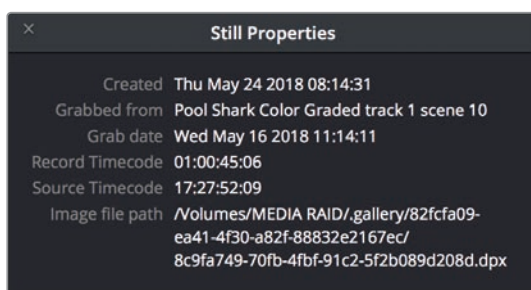 Still Properties
Created Thu May 24 2018 08:14:31
Grabbed from Pool Shark Color Graded track 1 scene 10
Grab date Wed May 16 2018 11:14:11
Record Timecode 01:00:45:06
Source Timecode 17:27:52:09
Image file path /Volumes/MEDIA RAID/.gallery/82fcfa09-
ea41-4f30-a82f-88832e2167ec/
8c9fa749-70fb-4fbf-91c2-5f2b089d208d.dpx